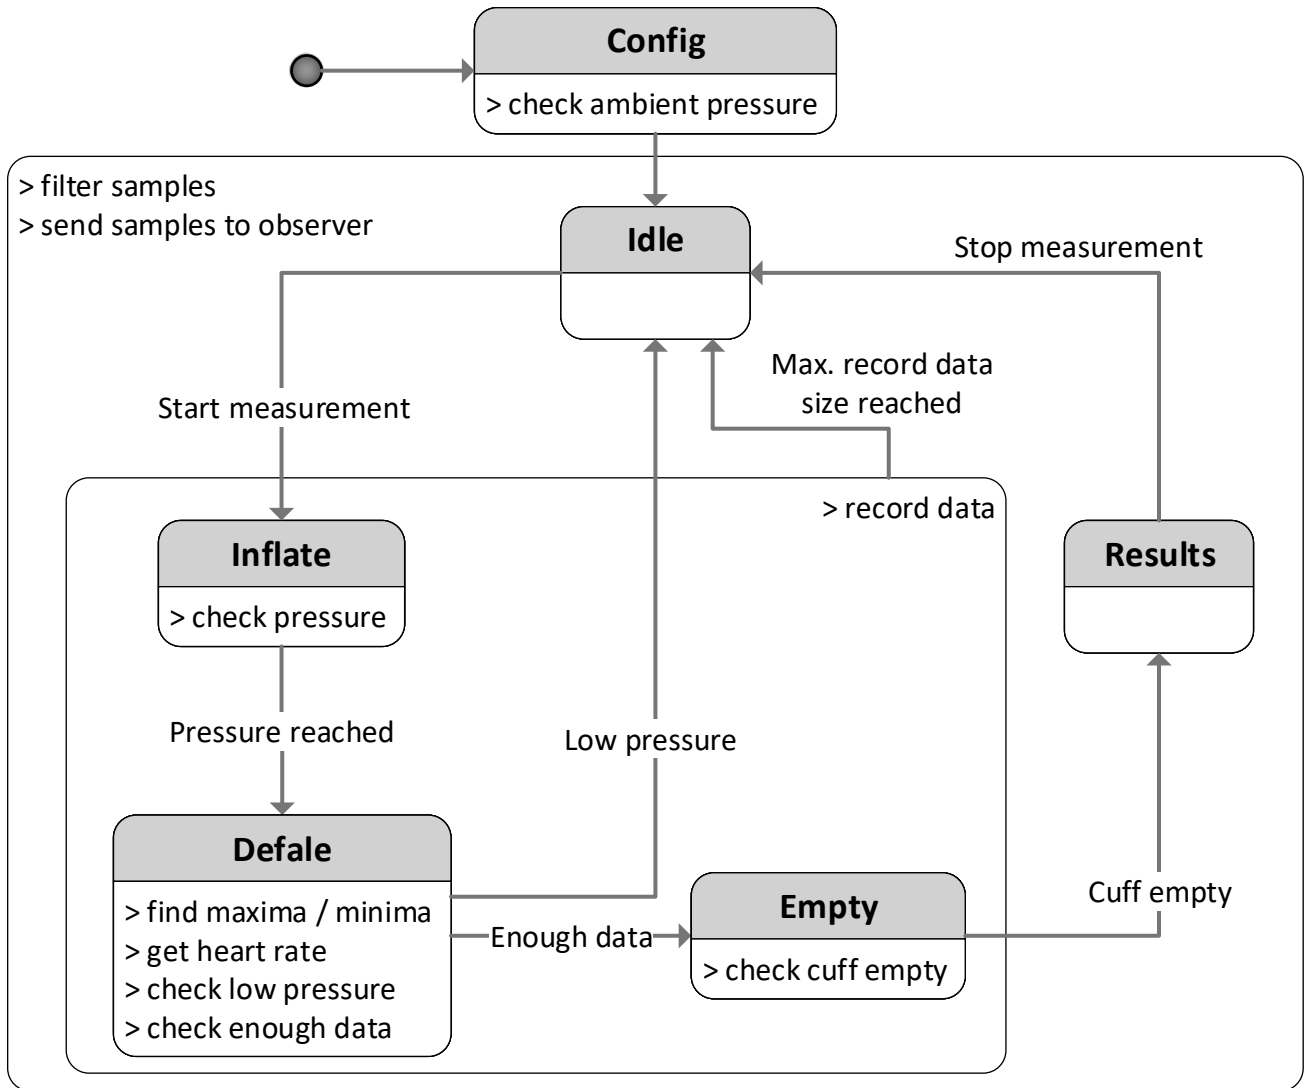 Config
> check ambient pressure
> filter samples
> send samples to observer
Idle
Stop measurement
Max. record data
size reached
Start measurement
> record data
Inflate
> check pressure
Results
Pressure reached
Low pressure
Defale
> find maxima / minima
> get heart rate
> check low pressure
> check enough data
Enough data
Empty
> check cuff empty
Cuff empty